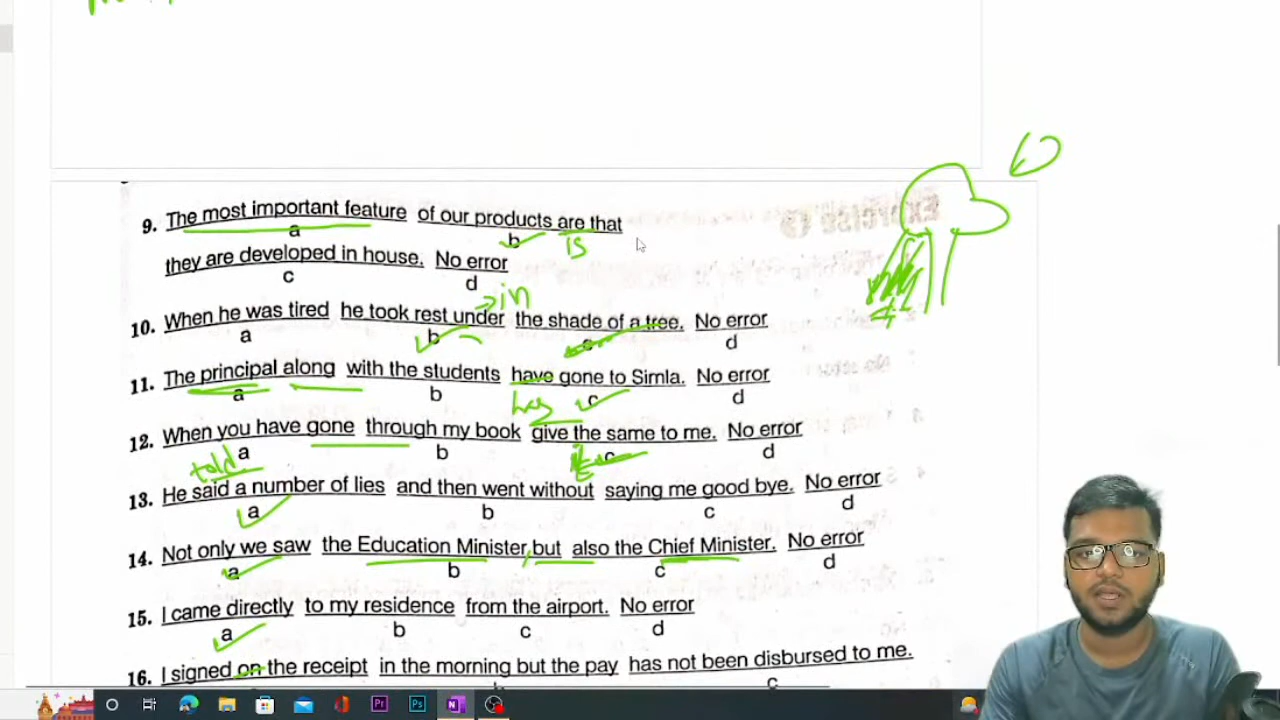 9. The most important feature of our products are that
a b
is
they are developed in house. No error
c d
→in
10. When he was tired he took rest under the shade of a tree. No error
a b c d
11. The principal along with the students have gone to Simla. No error
a b c d
has
12. When you have gone through my book give the same to me. No error
a b c d
told
13. He said a number of lies and then went without saying me good bye. No error
a b c d
14. Not only we saw the Education Minister, but also the Chief Minister. No error
a b c d
15. I came directly to my residence from the airport. No error
a b c d
16. I signed on the receipt in the morning but the pay has not been disbursed to me.
c
Pr Ps N